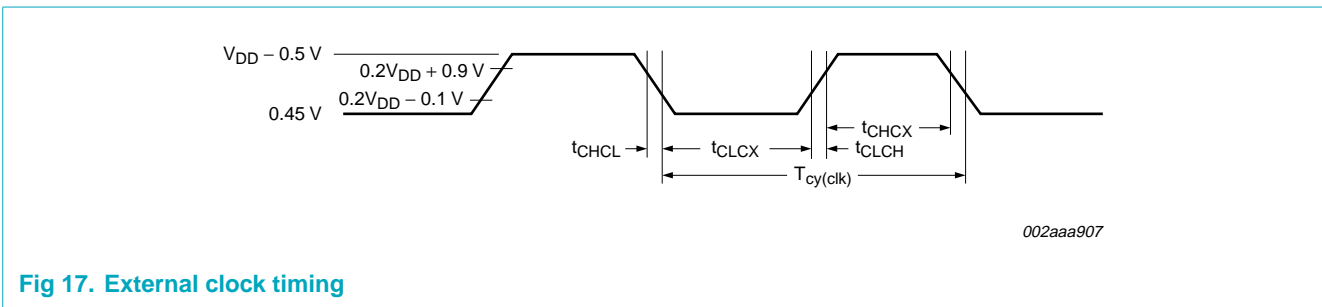 V_DD − 0.5 V
0.2V_DD + 0.9 V
0.2V_DD − 0.1 V
0.45 V
t_CHCX
t_CHCL
t_CLCX
t_CLCH
T_cy(clk)
002aaa907
Fig 17. External clock timing